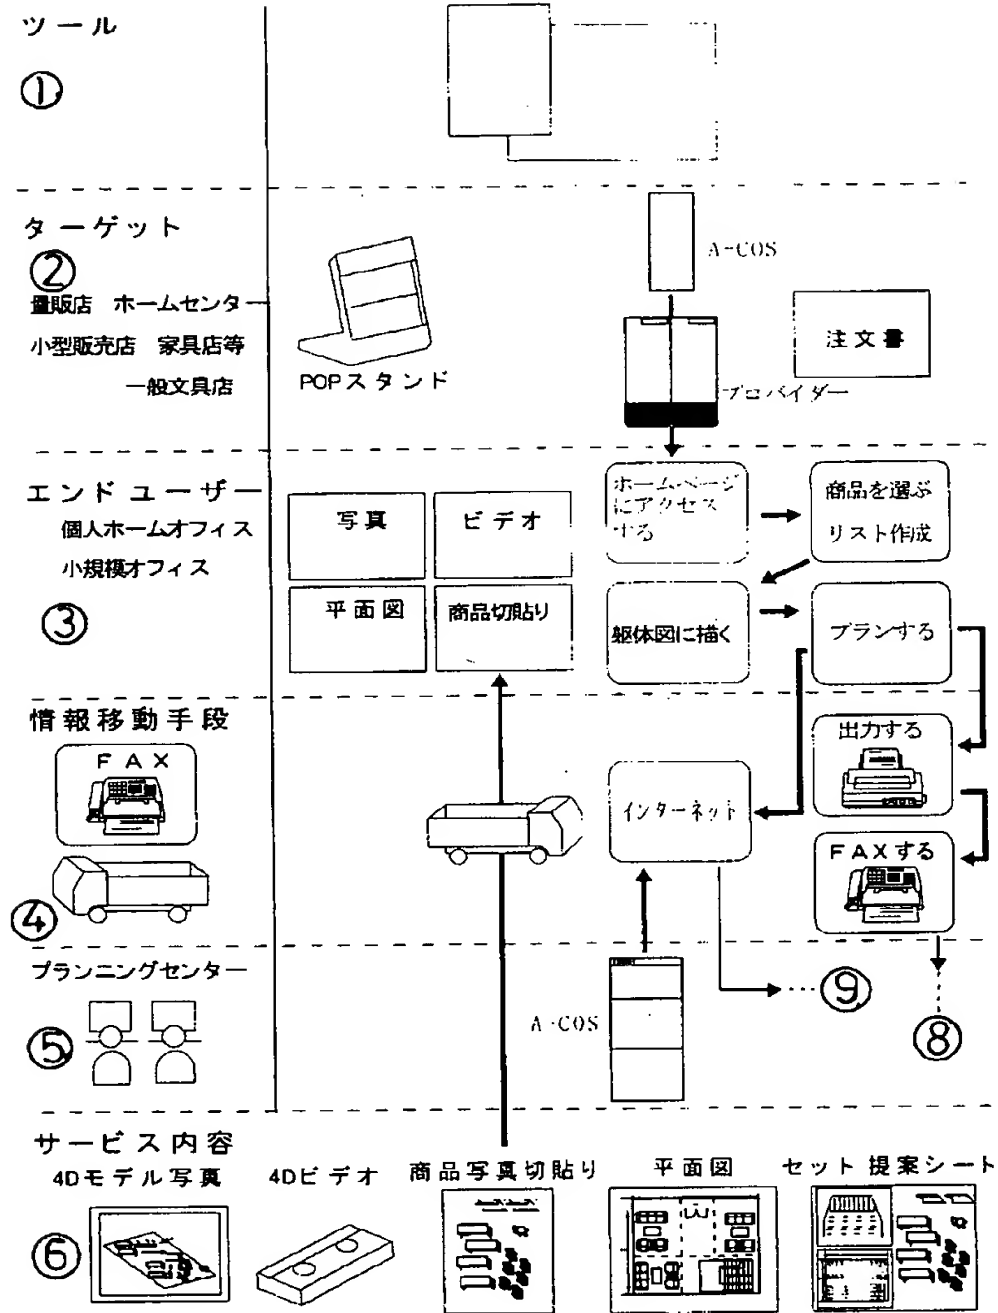 ツール
①
ターゲット
②
量販店 ホームセンター
小型販売店 家具店等
一般文具店
POPスタンド
A-COS
注文書
プロバイダー
エンドユーザー
個人ホームオフィス
小規模オフィス
③
写真
ビデオ
平面図
商品切貼り
ホームページ
にアクセス
する
商品を選ぶ
リスト作成
躯体図に描く
プランする
情報移動手段
FAX
④
インターネット
出力する
FAXする
プランニングセンター
⑤
A-COS
⑨
⑧
サービス内容
4Dモデル写真
4Dビデオ
商品写真切貼り
平面図
セット提案シート
⑥